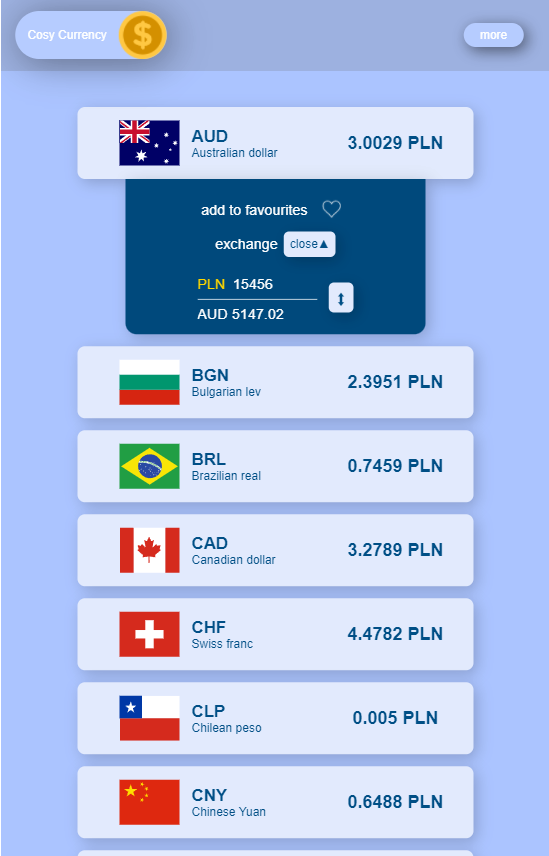 Cosy Currency
$
more
AUD
Australian dollar
3.0029 PLN
add to favourites
exchange close▲
PLN 15456
AUD 5147.02
BGN
Bulgarian lev
2.3951 PLN
BRL
Brazilian real
0.7459 PLN
CAD
Canadian dollar
3.2789 PLN
CHF
Swiss franc
4.4782 PLN
CLP
Chilean peso
0.005 PLN
CNY
Chinese Yuan
0.6488 PLN